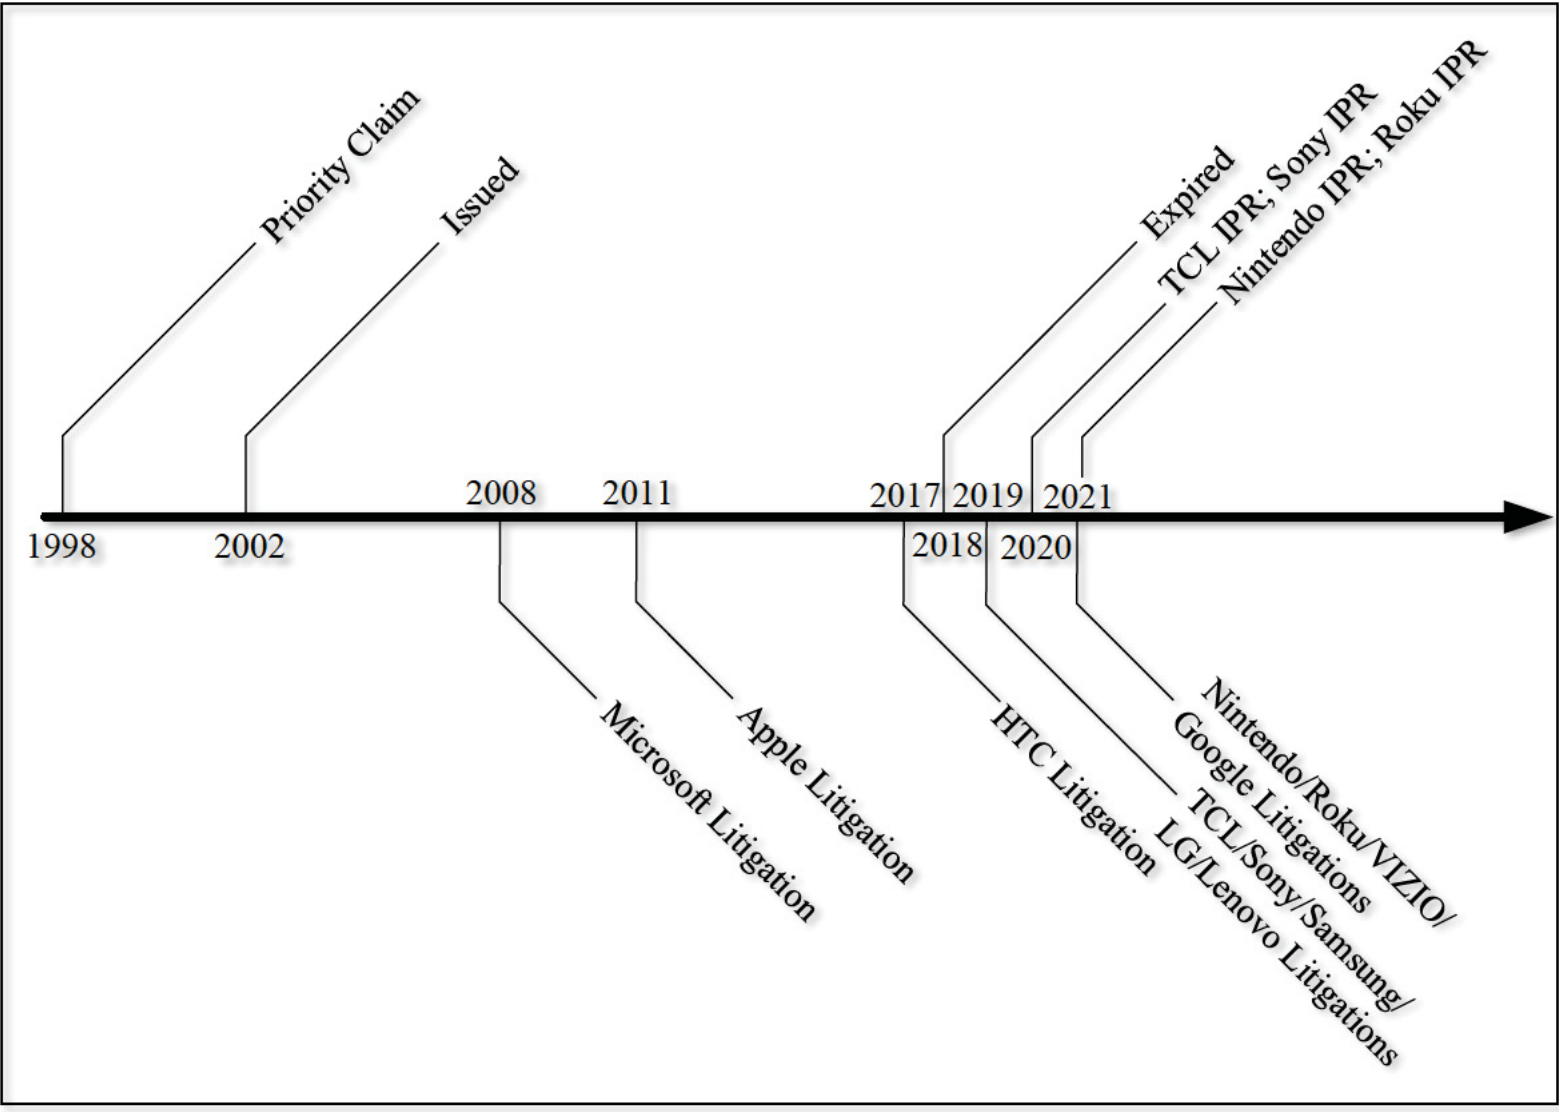 Priority Claim
Issued
Expired
TCL IPR; Sony IPR
Nintendo IPR; Roku IPR
2008
2011
2017
2019
2021
1998
2002
2018
2020
Microsoft Litigation
Apple Litigation
HTC Litigation
TCL/Sony/Samsung/
LG/Lenovo Litigations
Nintendo/Roku/VIZIO/
Google Litigations